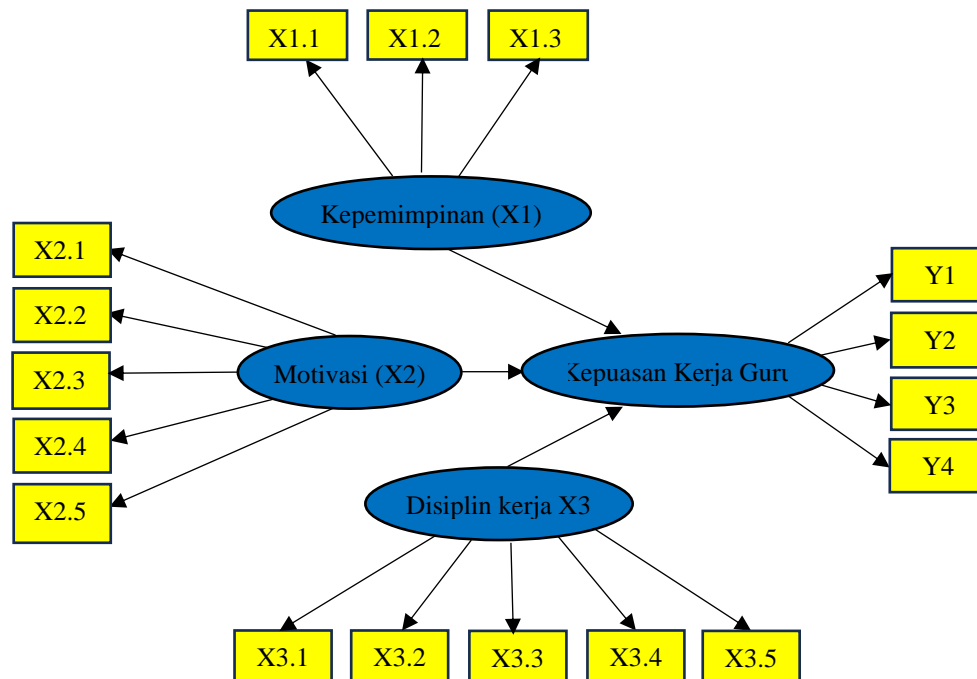 X1.1
X1.2
X1.3
Kepemimpinan (X1)
X2.1
X2.2
X2.3
X2.4
X2.5
Motivasi (X2)
Kepuasan Kerja Guru
Y1
Y2
Y3
Y4
Disiplin kerja X3
X3.1
X3.2
X3.3
X3.4
X3.5